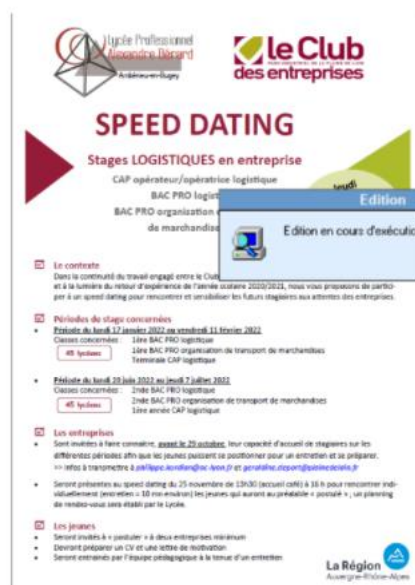 Lycée Professionnel
Alexandre Bérard
Ambérieu-en-Bugey
le Club
des entreprises
SPEED DATING
Stages LOGISTIQUES en entreprise
CAP opérateur/opératrice logistique
BAC PRO logist
BAC PRO organisation
de marchandise
Jeudi
Edition
Edition en cours d'exécutio
Le contexte
Dans la continuité du travail engagé entre le Club
et à la lumière du retour d'expérience de l'année scolaire 2020/2021, nous vous proposons de partici-
per à un speed dating pour rencontrer et sensibiliser les futurs stagiaires aux attentes des entreprises.
Périodes de stage concernées
Période du lundi 17 janvier 2022 au vendredi 11 février 2022
Classes concernées : 1ère BAC PRO logistique
45 lycéens
1ère BAC PRO organisation de transport de marchandises
Terminale CAP logistique
Période du lundi 20 juin 2022 au jeudi 7 juillet 2022
Classes concernées : 2nde BAC PRO logistique
45 lycéens
2nde BAC PRO organisation de transport de marchandises
1ère année CAP logistique
Les entreprises
Sont invitées à faire connaître, avant le 29 octobre, leur capacité d'accueil de stagiaires sur les
différentes périodes afin que les jeunes puissent se positionner pour un entretien et se préparer.
>> Infos à transmettre à
et
Seront présentes au speed dating du 25 novembre de 13h30 (accueil café) à 16 h pour rencontrer indi-
viduellement (entretien = 10 mn environ) les jeunes qui auront au préalable « postulé », un planning
de rendez-vous sera établi par le Lycée.
Les jeunes
Seront invités à « postuler » à deux entreprises minimum
Devront préparer un CV et une lettre de motivation
Seront entrainés par l'équipe pédagogique à la tenue d'un entretien
La Région
Auvergne-Rhône-Alpes